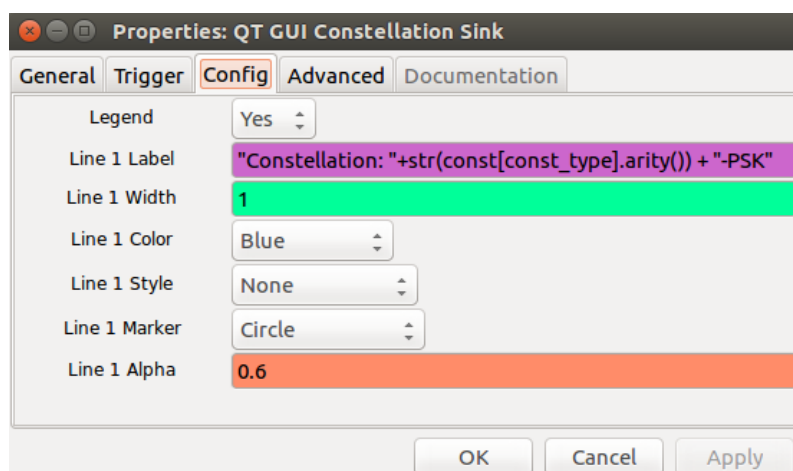 Properties: QT GUI Constellation Sink
General Trigger Config Advanced Documentation
Legend Yes
Line 1 Label "Constellation: "+str(const[const_type].arity()) + "-PSK"
Line 1 Width 1
Line 1 Color Blue
Line 1 Style None
Line 1 Marker Circle
Line 1 Alpha 0.6
OK Cancel Apply